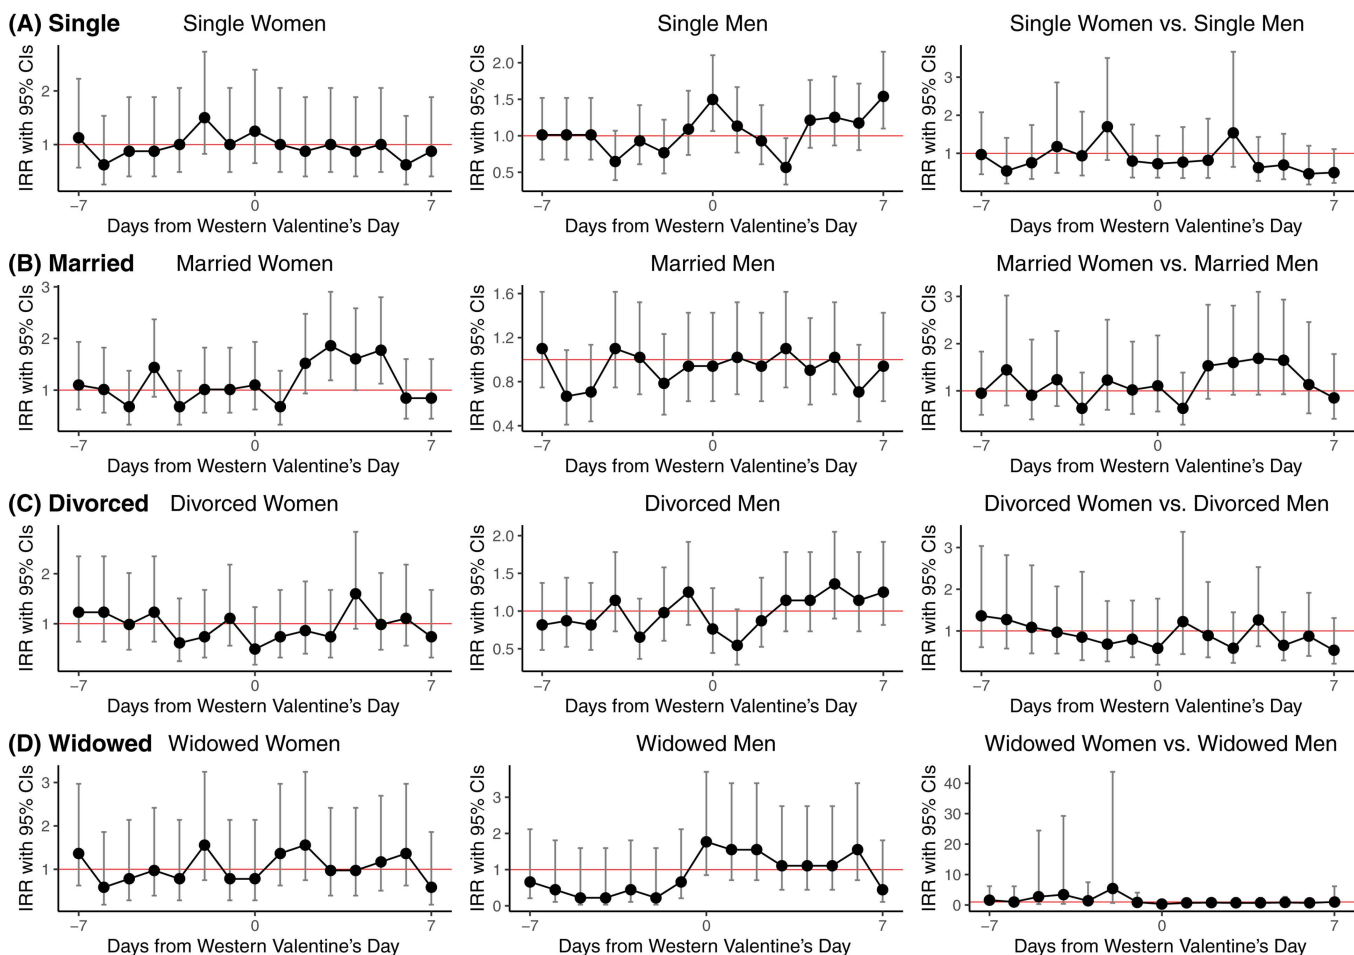 (A) Single Single Women Single Men Single Women vs. Single Men
IRR with 95% CIs
2
1
−7 0 7
Days from Western Valentine's Day
IRR with 95% CIs
2.0
1.5
1.0
0.5
−7 0 7
Days from Western Valentine's Day
IRR with 95% CIs
3
2
1
−7 0 7
Days from Western Valentine's Day
(B) Married Married Women Married Men Married Women vs. Married Men
IRR with 95% CIs
3
2
1
−7 0 7
Days from Western Valentine's Day
IRR with 95% CIs
1.6
1.2
0.8
0.4
−7 0 7
Days from Western Valentine's Day
IRR with 95% CIs
3
2
1
−7 0 7
Days from Western Valentine's Day
(C) Divorced Divorced Women Divorced Men Divorced Women vs. Divorced Men
IRR with 95% CIs
2
1
−7 0 7
Days from Western Valentine's Day
IRR with 95% CIs
2.0
1.5
1.0
0.5
−7 0 7
Days from Western Valentine's Day
IRR with 95% CIs
3
2
1
−7 0 7
Days from Western Valentine's Day
(D) Widowed Widowed Women Widowed Men Widowed Women vs. Widowed Men
IRR with 95% CIs
3
2
1
−7 0 7
Days from Western Valentine's Day
IRR with 95% CIs
3
2
1
0
−7 0 7
Days from Western Valentine's Day
IRR with 95% CIs
40
30
20
10
0
−7 0 7
Days from Western Valentine's Day